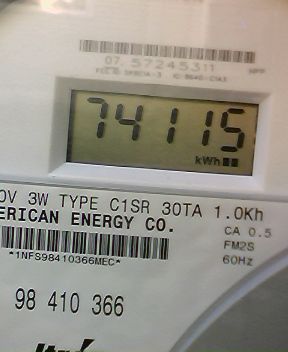 07. 57245311
74115
kWh
0V 3W TYPE C1SR 30TA 1.0Kh
ERICAN ENERGY CO.
CA 0.5
FM2S
60Hz
*1NFS98410366MEC*
98 410 366